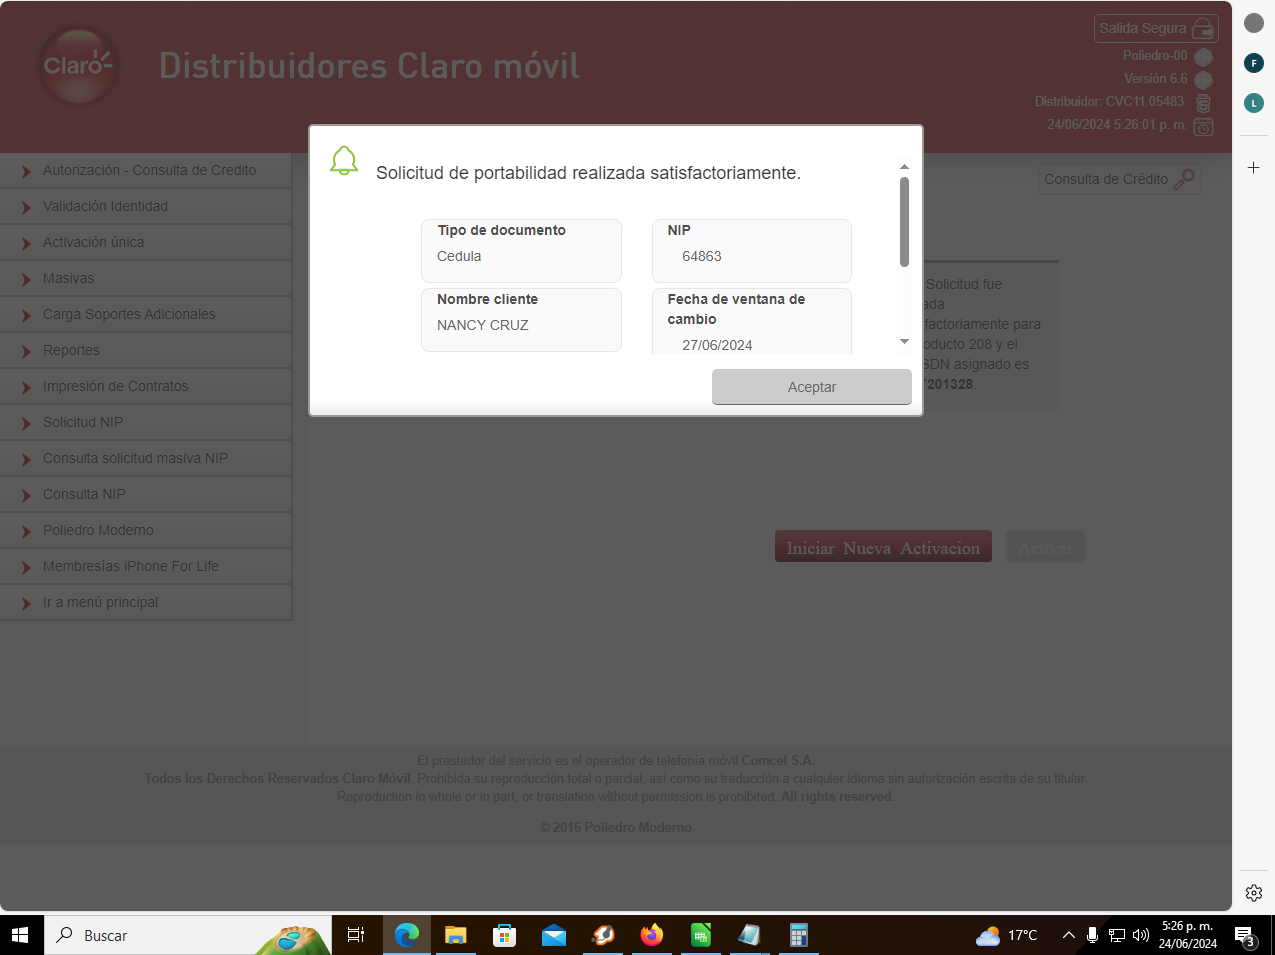 Claro
Distribuidores Claro móvil
Salida Segura
Poliedro-00
Versión 6.6
Distribuidor: CVC11.05483
24/06/2024 5:26:01 p. m.
F
L
Autorización - Consulta de Credito
Validación Identidad
Activación única
Masivas
Carga Soportes Adicionales
Reportes
Impresión de Contratos
Solicitud NIP
Consulta solicitud masiva NIP
Consulta NIP
Poliedro Moderno
Membresías iPhone For Life
Ir a menú principal
Solicitud de portabilidad realizada satisfactoriamente.
Tipo de documento
Cedula
NIP
64863
Nombre cliente
NANCY CRUZ
Fecha de ventana de
cambio
27/06/2024
Aceptar
Consulta de Crédito
Solicitud fue
ada
factoriamente para
oducto 208 y el
SDN asignado es
7201328.
Iniciar Nueva Activacion
Activar
El prestador del servicio es el operador de telefonía móvil Comcel S.A.
Todos los Derechos Reservados Claro Móvil. Prohibida su reproducción total o parcial, así como su traducción a cualquier idioma sin autorización escrita de su titular.
Reproduction in whole or in part, or translation without permission is prohibited. All rights reserved.
© 2016 Poliedro Moderno
Buscar
17°C
5:26 p. m.
24/06/2024
3